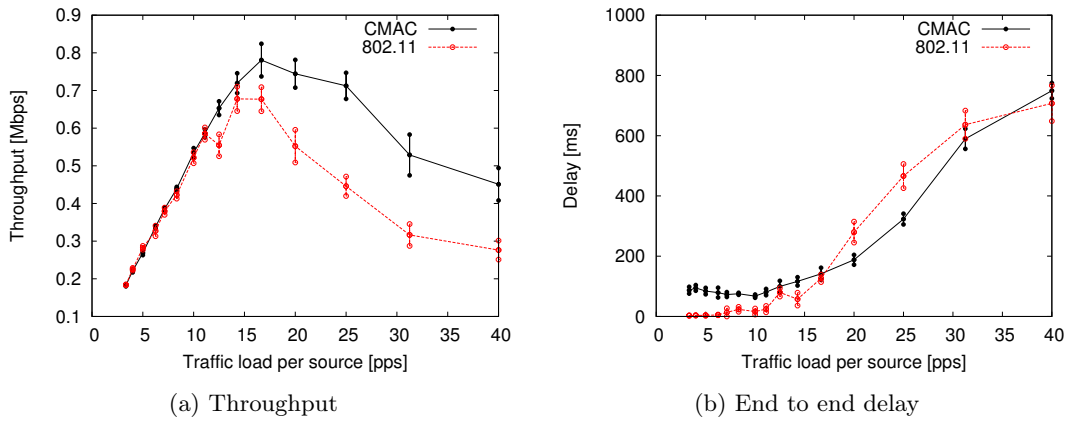 0.9
0.8
0.7
0.6
0.5
0.4
0.3
0.2
0.1
Throughput [Mbps]
CMAC
802.11
0 5 10 15 20 25 30 35 40
Traffic load per source [pps]
(a) Throughput
1000
800
600
400
200
0
Delay [ms]
CMAC
802.11
0 5 10 15 20 25 30 35 40
Traffic load per source [pps]
(b) End to end delay